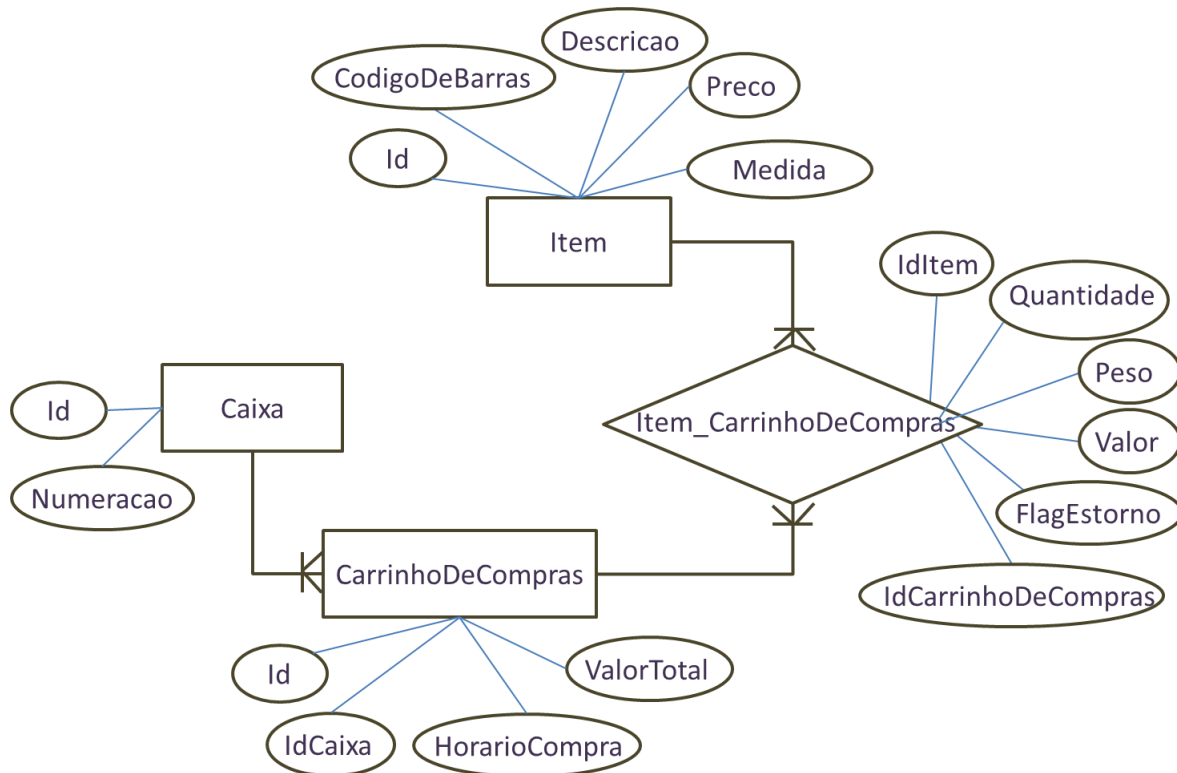 Descricao
CodigoDeBarras
Preco
Id
Medida
Item
IdItem
Quantidade
Peso
Caixa
Id
Item_CarrinhoDeCompras
Valor
Numeracao
FlagEstorno
CarrinhoDeCompras
IdCarrinhoDeCompras
Id
ValorTotal
IdCaixa
HorarioCompra